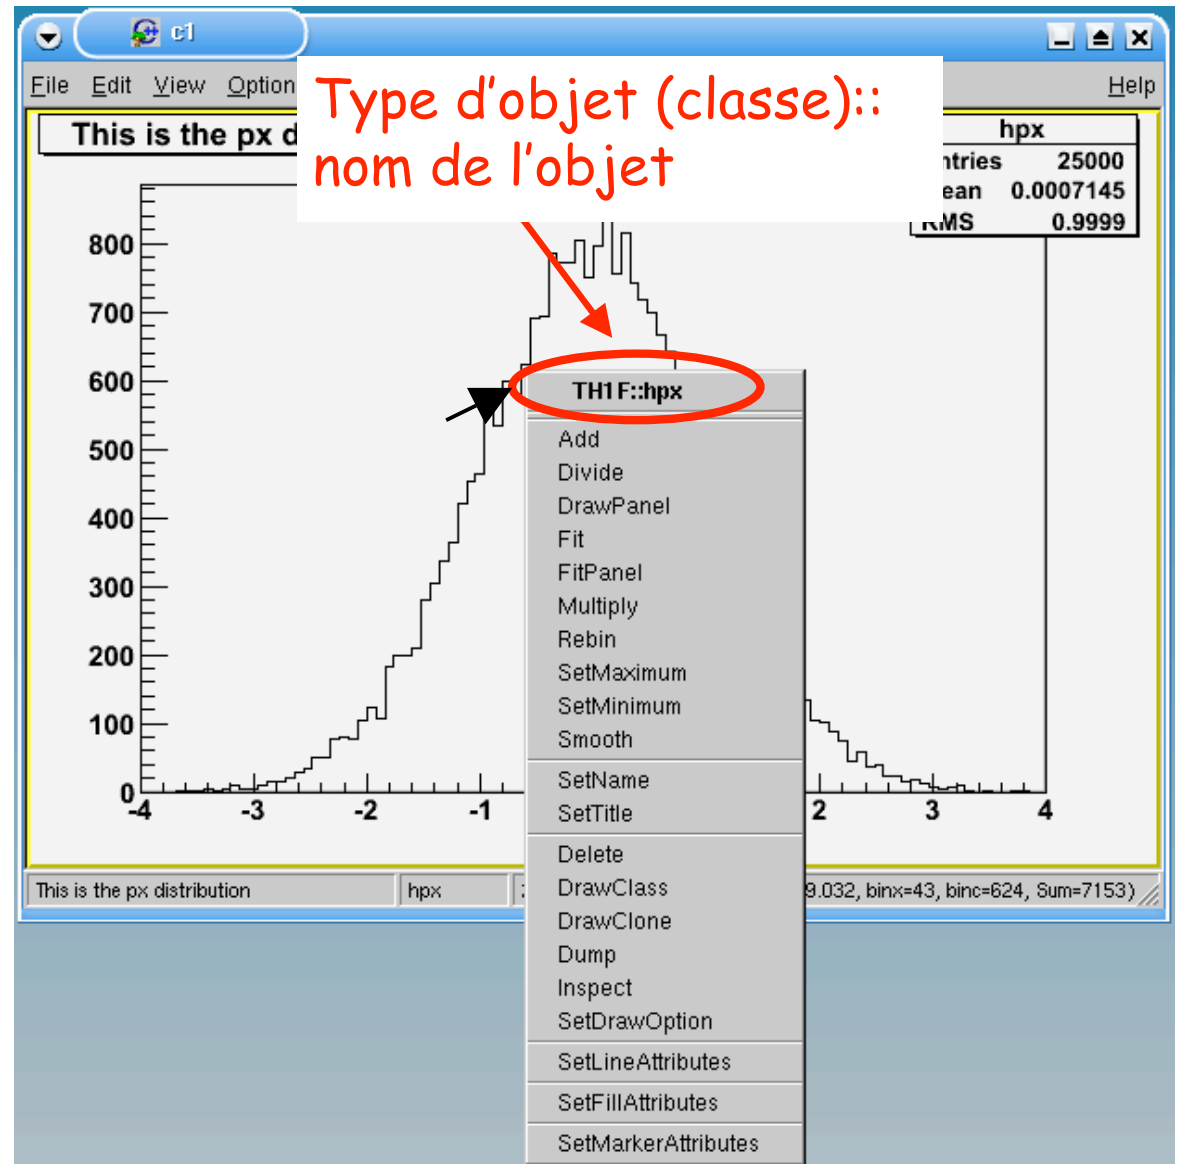 c1
File Edit View Option
Help
Type d'objet (classe)::
nom de l'objet
This is the px
hpx
25000
0.0007145
RMS 0.9999
800
700
600
500
400
300
200
100
0
-4 -3 -2 -1 2 3 4
TH1F::hpx
Add
Divide
DrawPanel
Fit
FitPanel
Multiply
Rebin
SetMaximum
SetMinimum
Smooth
SetName
SetTitle
Delete
DrawClass
DrawClone
Dump
Inspect
SetDrawOption
SetLineAttributes
SetFillAttributes
SetMarkerAttributes
This is the px distribution hpx 9.032, binx=43, binc=624, Sum=7153)